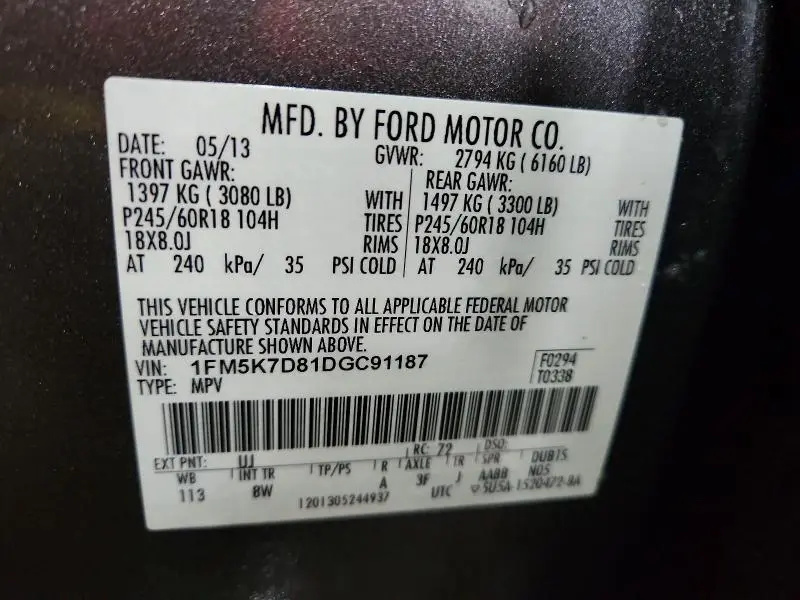 MFD. BY FORD MOTOR CO.
DATE: 05/13 GVWR: 2794 KG ( 6160 LB)
FRONT GAWR: REAR GAWR:
1397 KG ( 3080 LB) WITH 1497 KG ( 3300 LB) WITH
P245/60R18 104H TIRES P245/60R18 104H TIRES
18X8.0J RIMS 18X8.0J RIMS
AT 240 kPa/ 35 PSI COLD AT 240 kPa/ 35 PSI COLD
THIS VEHICLE CONFORMS TO ALL APPLICABLE FEDERAL MOTOR
VEHICLE SAFETY STANDARDS IN EFFECT ON THE DATE OF
MANUFACTURE SHOWN ABOVE.
VIN: 1FM5K7D81DGC91187 F0294
TYPE: MPV T0338
EXT PNT: UJ RC: 72 DSO:
WB INT TR TP/PS R AXLE TR SPR DUBTS
113 8W A 3F J AABB NOS
1201305244937 UTC 5U5A-1520472-BA